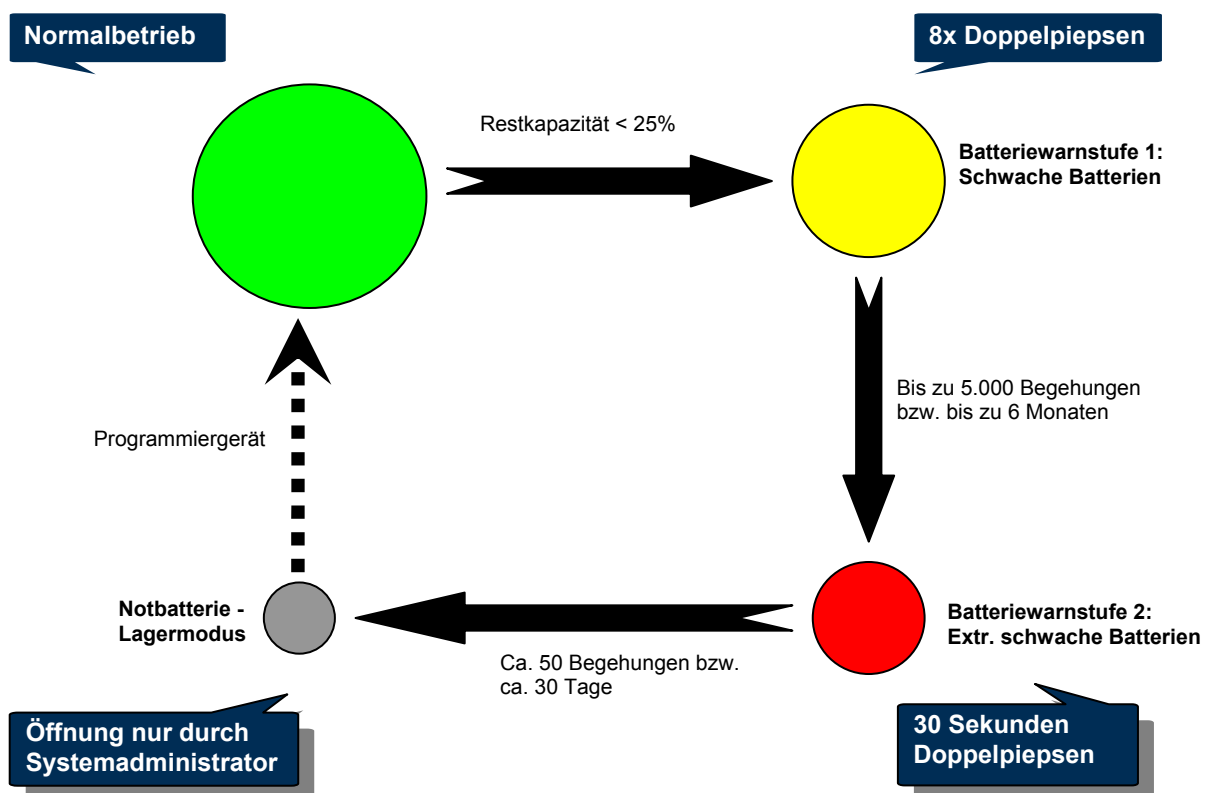 Normalbetrieb
8x Doppelpiepsen
Restkapazität < 25%
Batteriewarnstufe 1:
Schwache Batterien
Bis zu 5.000 Begehungen
bzw. bis zu 6 Monaten
Programmiergerät
Notbatterie -
Lagermodus
Batteriewarnstufe 2:
Extr. schwache Batterien
Ca. 50 Begehungen bzw.
ca. 30 Tage
Öffnung nur durch
Systemadministrator
30 Sekunden
Doppelpiepsen